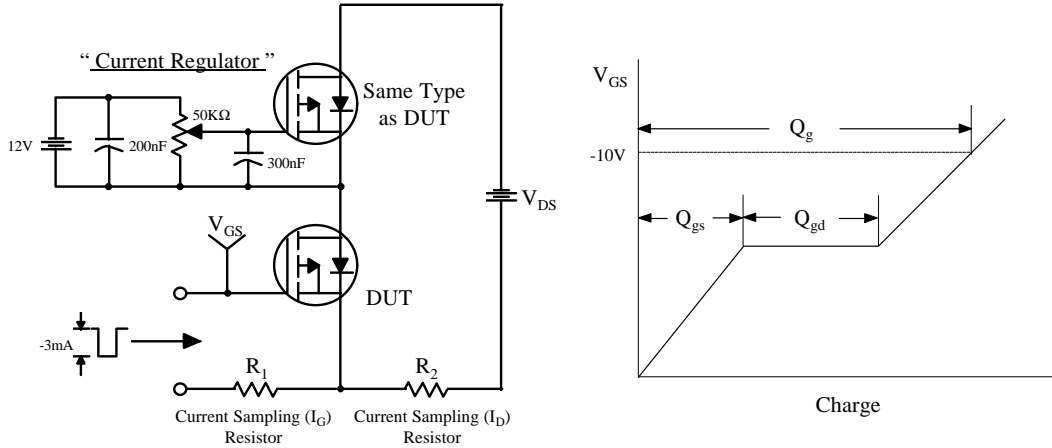 “ Current Regulator ”
12V
200nF
50KΩ
300nF
Same Type
as DUT
V_DS
V_GS
DUT
-3mA
R_1
R_2
Current Sampling (I_G)
Resistor
Current Sampling (I_D)
Resistor
V_GS
-10V
Q_g
Q_gs
Q_gd
Charge